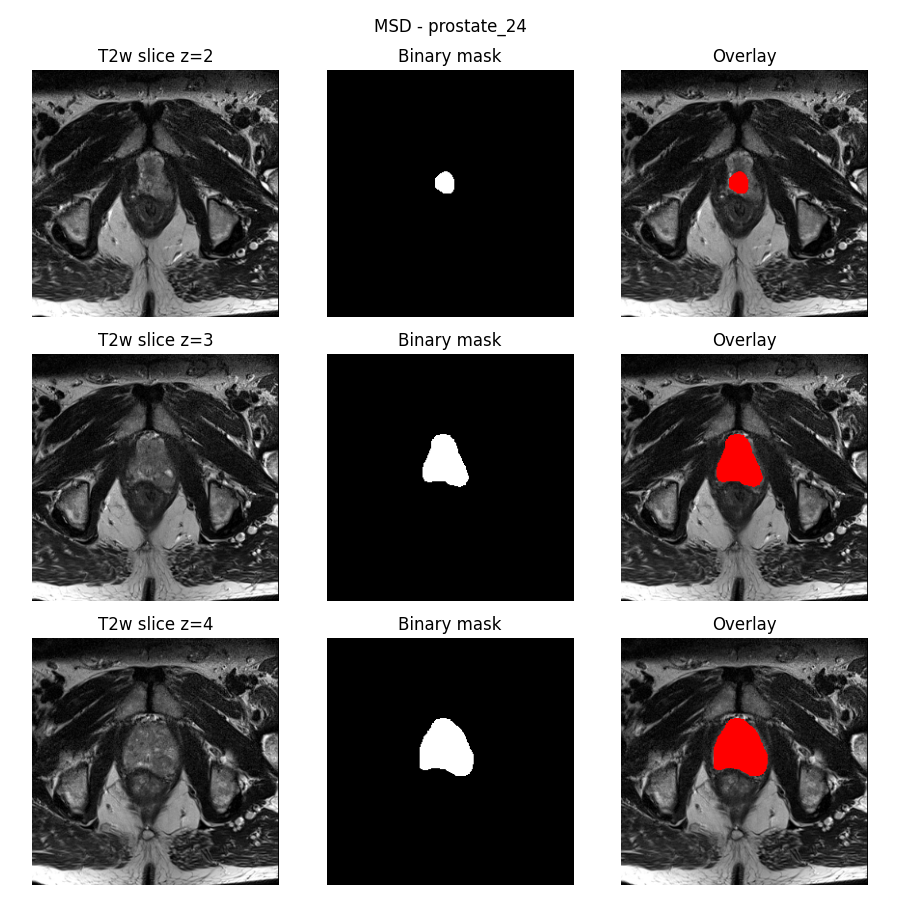 MSD - prostate_24
T2w slice z=2
Binary mask
Overlay
T2w slice z=3
Binary mask
Overlay
T2w slice z=4
Binary mask
Overlay